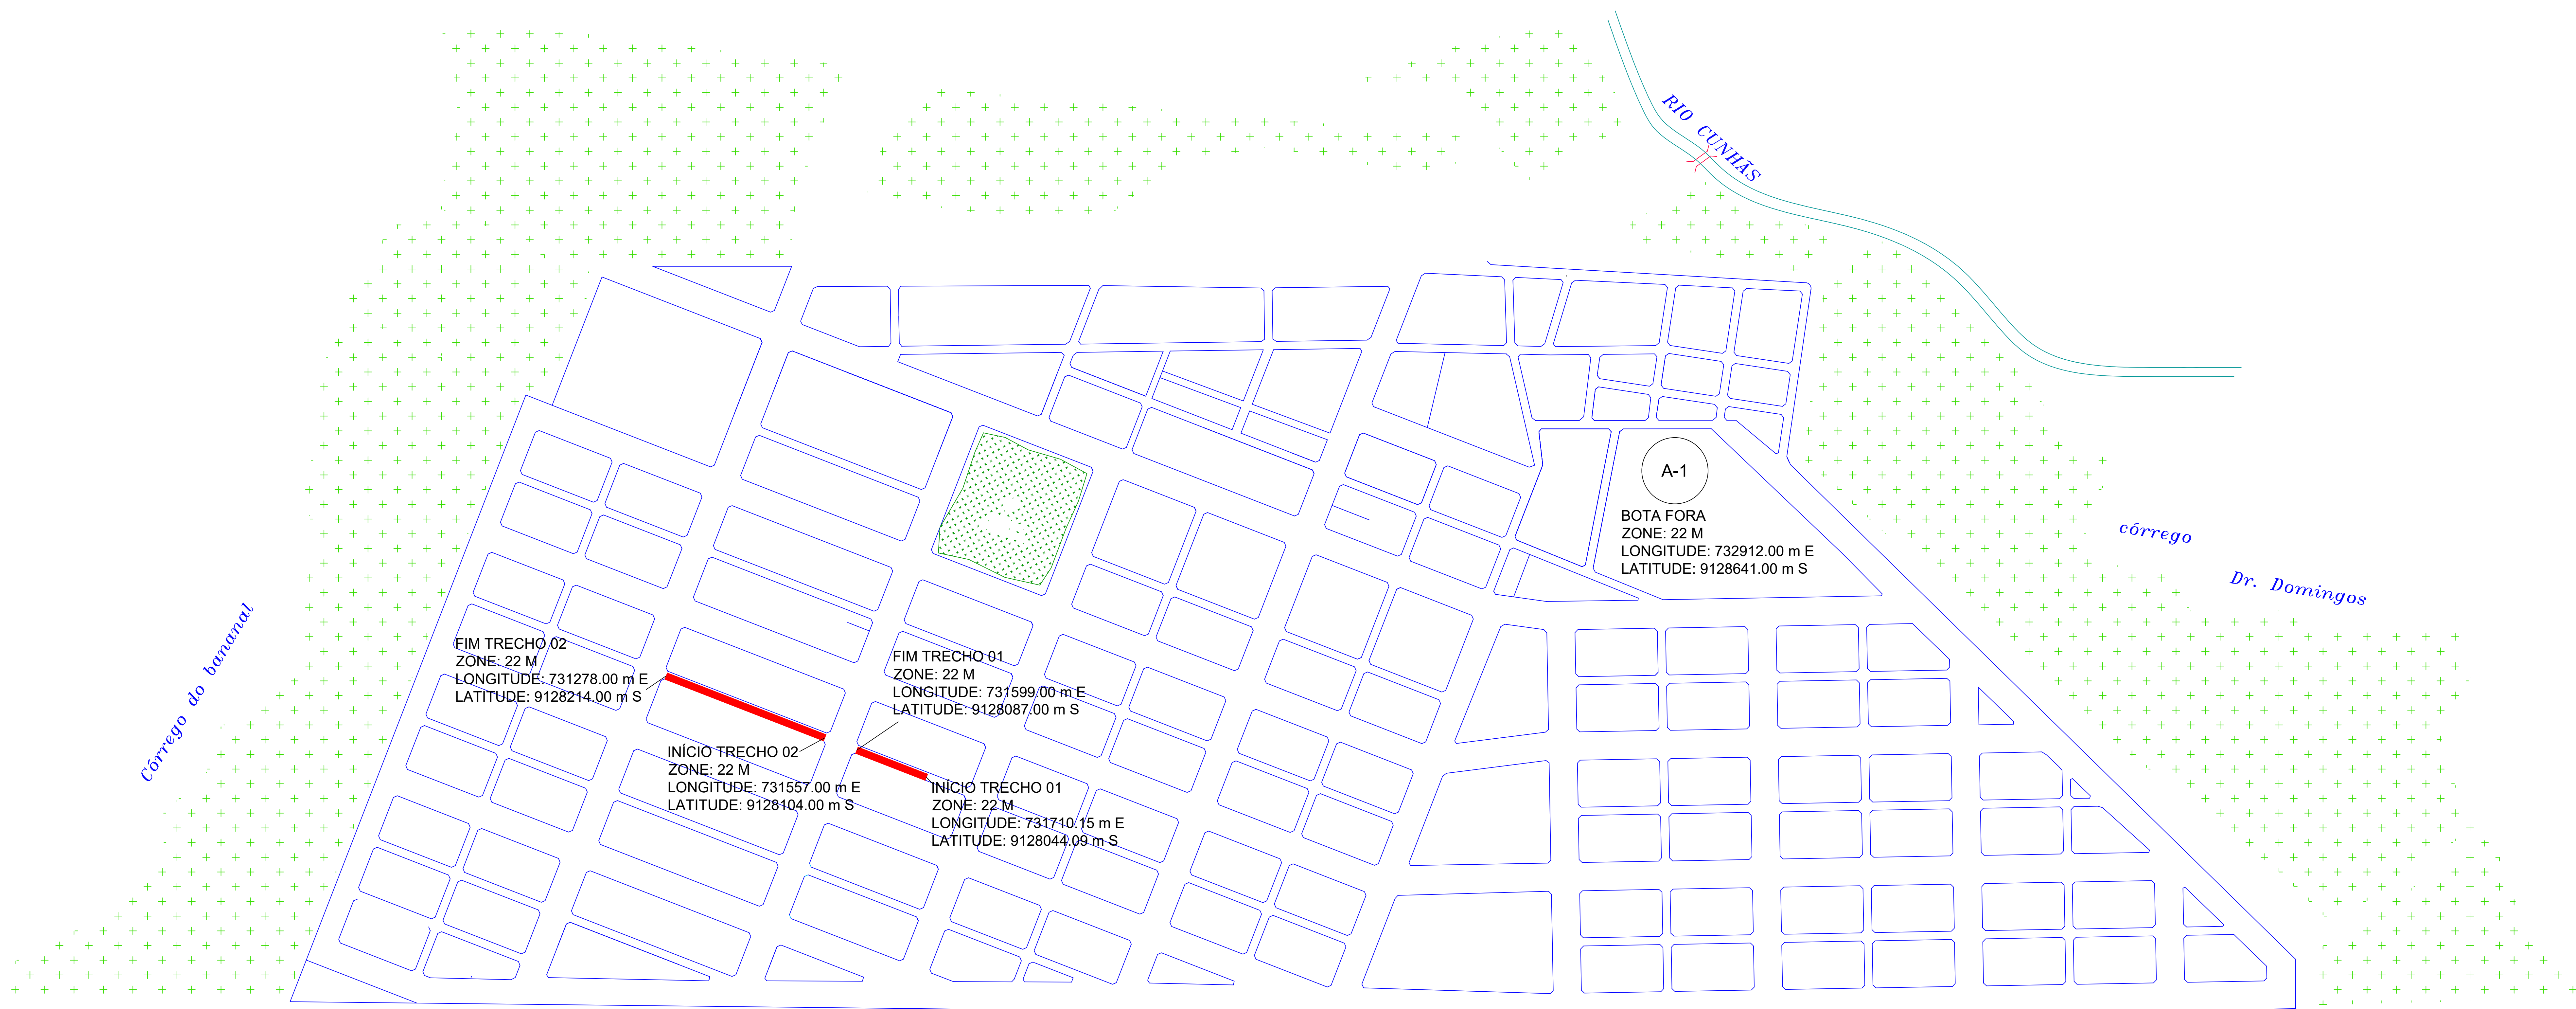 RIO CUNHÃS
A-1
BOTA FORA
ZONE: 22 M
LONGITUDE: 732912.00 m E
LATITUDE: 9128641.00 m S
córrego
Dr. Domingos
Córrego do bananal
FIM TRECHO 02
ZONE: 22 M
LONGITUDE: 731278.00 m E
LATITUDE: 9128214.00 m S
FIM TRECHO 01
ZONE: 22 M
LONGITUDE: 731599.00 m E
LATITUDE: 9128087.00 m S
INÍCIO TRECHO 02
ZONE: 22 M
LONGITUDE: 731557.00 m E
LATITUDE: 9128104.00 m S
INÍCIO TRECHO 01
ZONE: 22 M
LONGITUDE: 731710.15 m E
LATITUDE: 9128044.09 m S